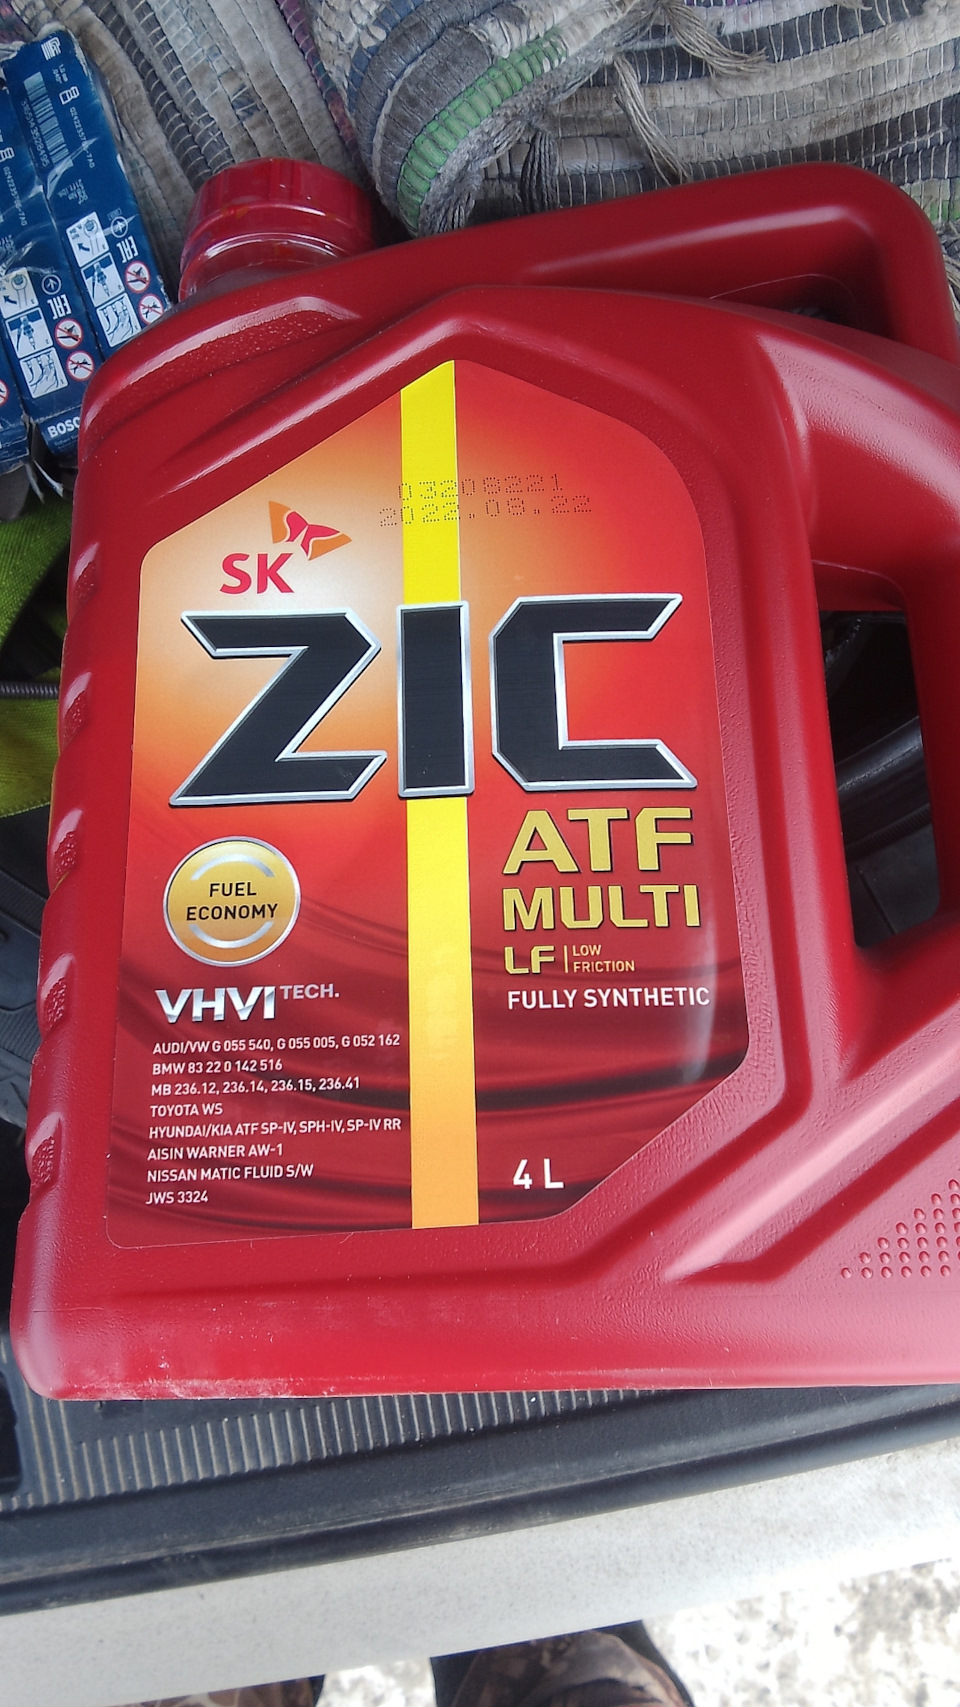 03208221
2022.08.22
SK
ZIC
ATF
MULTI
LF LOW
FRICTION
FULLY SYNTHETIC
FUEL
ECONOMY
VHVI TECH.
AUDI/VW G 055 540, G 055 005, G 052 162
BMW 83 22 0 142 516
MB 236.12, 236.14, 236.15, 236.41
TOYOTA WS
HYUNDAI/KIA ATF SP-IV, SPH-IV, SP-IV RR
AISIN WARNER AW-1
NISSAN MATIC FLUID S/W
JWS 3324
4 L
EAC
EAC
BOSC